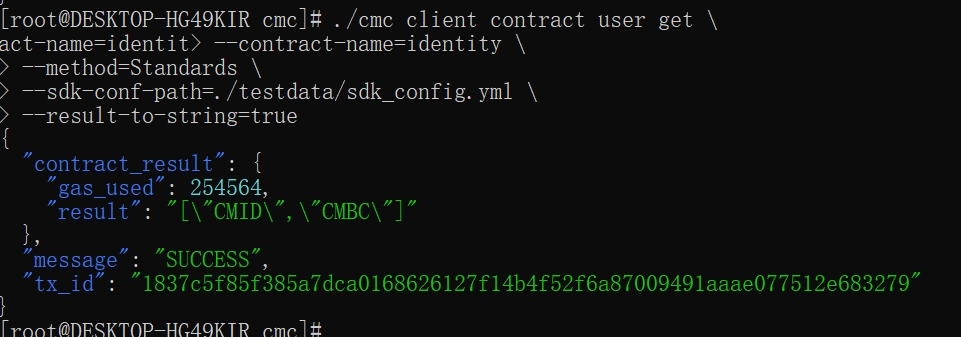 [root@DESKTOP-HG49KIR cmc]# ./cmc client contract user get \
act-name=identit> --contract-name=identity \
> --method=Standards \
> --sdk-conf-path=./testdata/sdk_config.yml \
> --result-to-string=true
{
  "contract_result": {
    "gas_used": 254564,
    "result": "[\"CMID\",\"CMBC\"]"
  },
  "message": "SUCCESS",
  "tx_id": "1837c5f85f385a7dca0168626127f14b4f52f6a87009491aaae077512e683279"
}
[root@DESKTOP-HG49KIR cmc]#